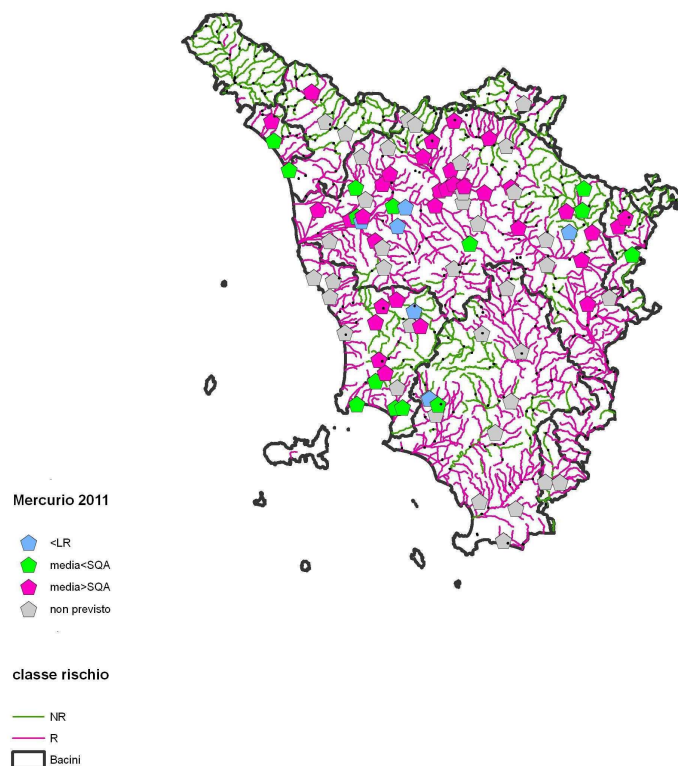 Mercurio 2011
<LR
media<SQA
media>SQA
non previsto
classe rischio
NR
R
Bacini